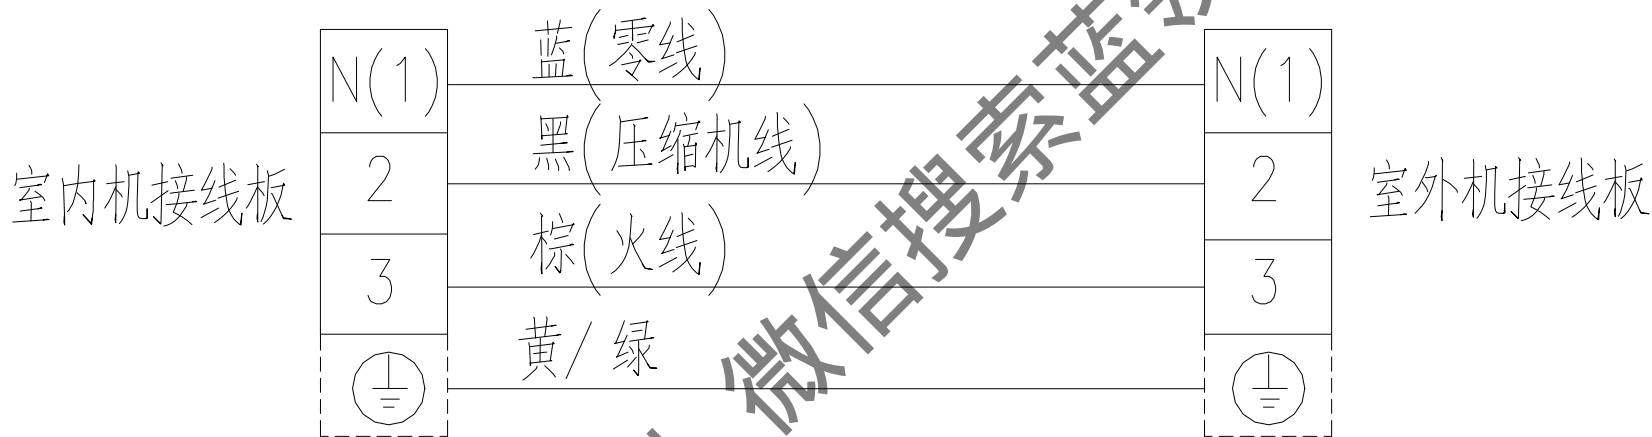 蓝(零线)
N(1) N(1)
黑(压缩机线)
2 2
室内机接线板 室外机接线板
棕(火线)
3 3
黄/绿
微信搜索蓝